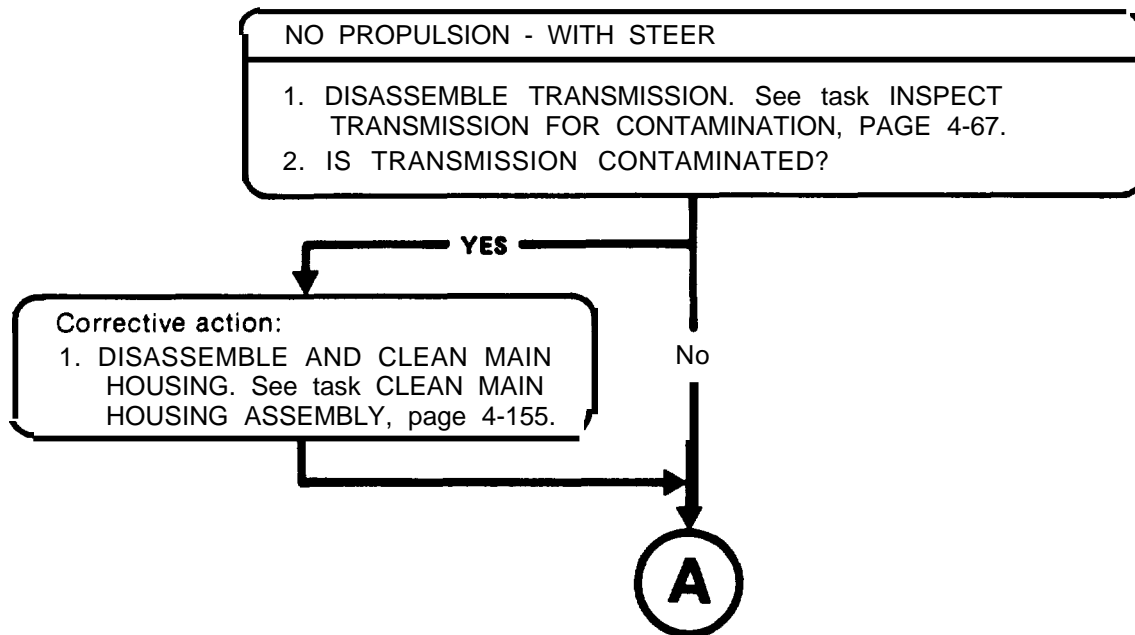 NO PROPULSION - WITH STEER
1. DISASSEMBLE TRANSMISSION. See task INSPECT
TRANSMISSION FOR CONTAMINATION, PAGE 4-67.
2. IS TRANSMISSION CONTAMINATED?
YES
Corrective action:
1. DISASSEMBLE AND CLEAN MAIN
HOUSING. See task CLEAN MAIN
HOUSING ASSEMBLY, page 4-155.
No
A